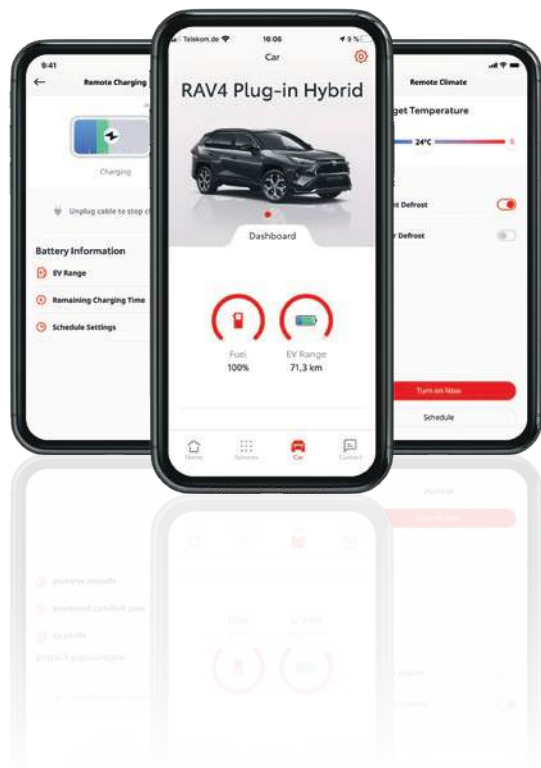 9:41
Remote Charging
Charging
Unplug cable to stop
Battery Information
EV Range
Remaining Charging Time
Schedule Settings
Telekom.de
16:06
Car
RAV4 Plug-in Hybrid
Dashboard
Fuel
100%
EV Range
71,3 km
Home
Services
Car
Contact
Remote Climate
get Temperature
24°C
Defrost
Defrost
Turn on Now
Schedule